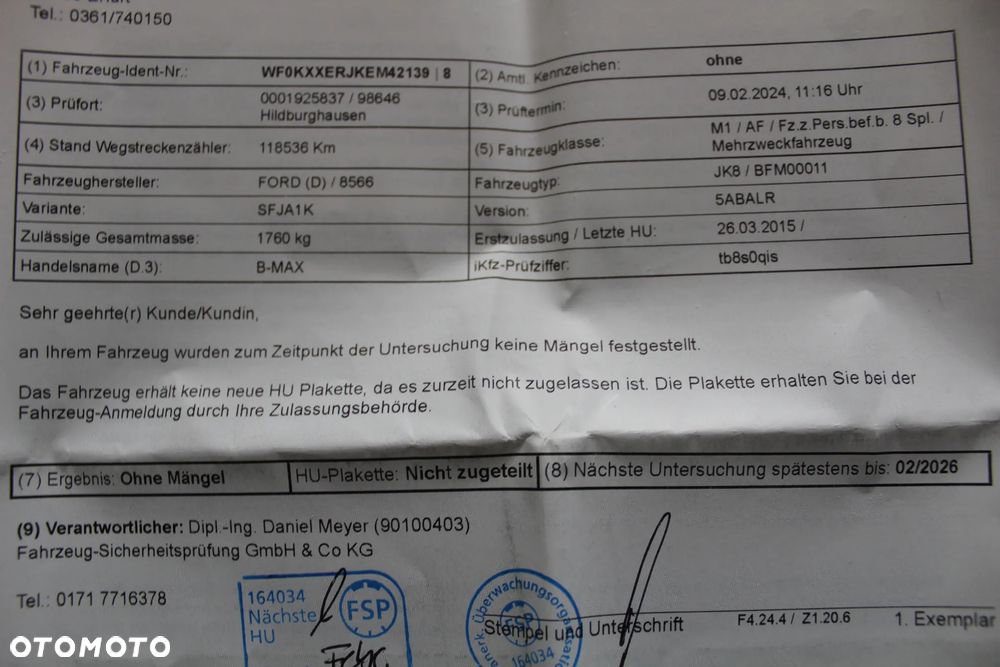 Tel.: 0361/740150
(1) Fahrzeug-Ident-Nr.: WF0KXXERJKEM42139 | 8 (2) Amtl. Kennzeichen: ohne
(3) Prüfort: 0001925837 / 98646 Hildburghausen (3) Prüftermin: 09.02.2024, 11:16 Uhr
(4) Stand Wegstreckenzähler: 118536 Km (5) Fahrzeugklasse: M1 / AF / Fz.z.Pers.bef.b. 8 Spl. / Mehrzweckfahrzeug
Fahrzeughersteller: FORD (D) / 8566 Fahrzeugtyp: JK8 / BFM00011
Variante: SFJA1K Version: 5ABALR
Zulässige Gesamtmasse: 1760 kg Erstzulassung / Letzte HU: 26.03.2015 /
Handelsname (D.3): B-MAX iKfz-Prüfziffer: tb8s0qis
Sehr geehrte(r) Kunde/Kundin,
an Ihrem Fahrzeug wurden zum Zeitpunkt der Untersuchung keine Mängel festgestellt.
Das Fahrzeug erhält keine neue HU Plakette, da es zurzeit nicht zugelassen ist. Die Plakette erhalten Sie bei der
Fahrzeug-Anmeldung durch Ihre Zulassungsbehörde.
(7) Ergebnis: Ohne Mängel HU-Plakette: Nicht zugeteilt (8) Nächste Untersuchung spätestens bis: 02/2026
(9) Verantwortlicher: Dipl.-Ing. Daniel Meyer (90100403)
Fahrzeug-Sicherheitsprüfung GmbH & Co KG
Tel.: 0171 7716378
164034
Nächste
HU
FSP
Überwachungsorganisation
FSP
164034
Stempel und Unterschrift
F4.24.4 / Z1.20.6
1. Exemplar
OTOMOTO